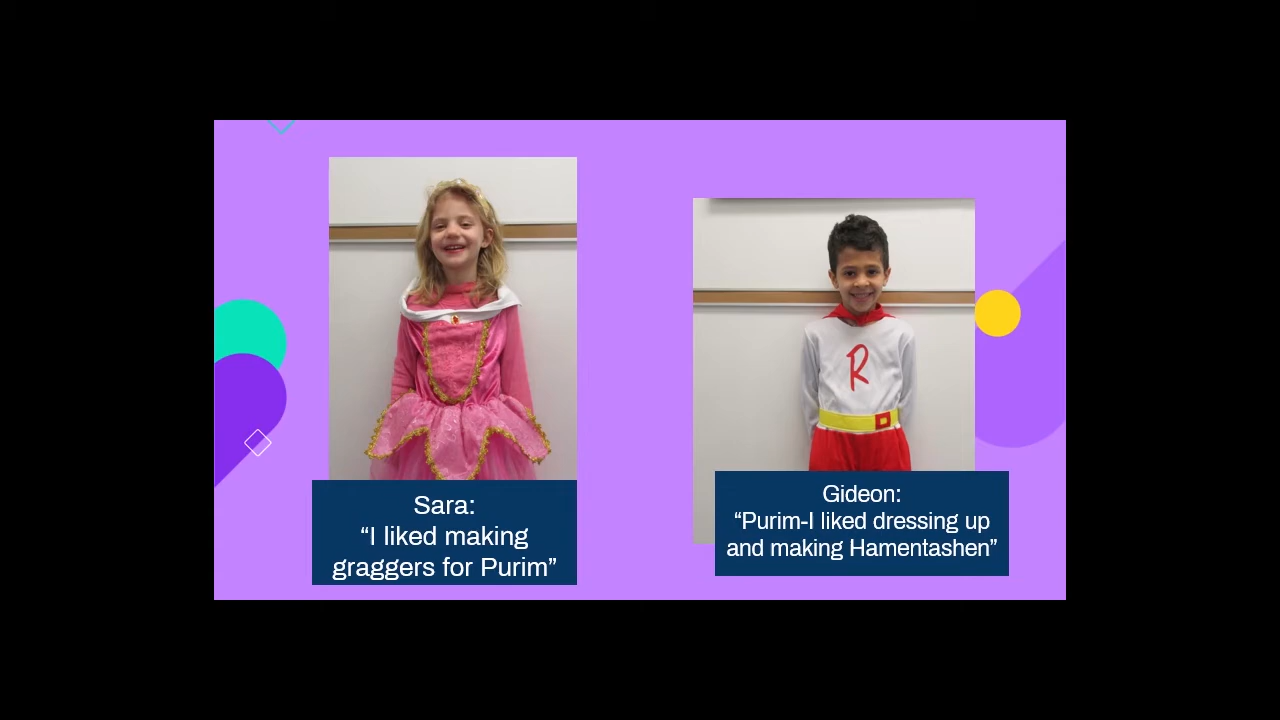 R
Sara:
“I liked making
graggers for Purim”
Gideon:
“Purim-I liked dressing up
and making Hamentashen”